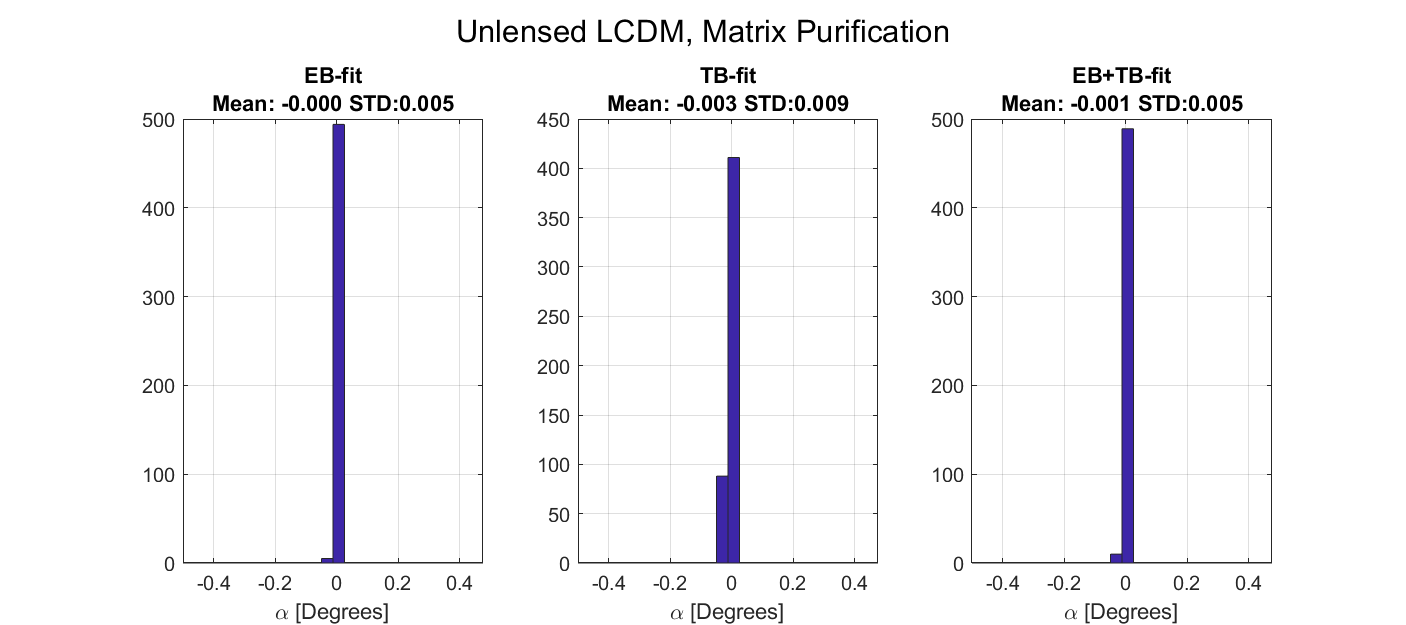 Unlensed LCDM, Matrix Purification
EB-fit
Mean: -0.000 STD:0.005
500
400
300
200
100
0
-0.4 -0.2 0 0.2 0.4
α [Degrees]
TB-fit
Mean: -0.003 STD:0.009
450
400
350
300
250
200
150
100
50
0
-0.4 -0.2 0 0.2 0.4
α [Degrees]
EB+TB-fit
Mean: -0.001 STD:0.005
500
400
300
200
100
0
-0.4 -0.2 0 0.2 0.4
α [Degrees]